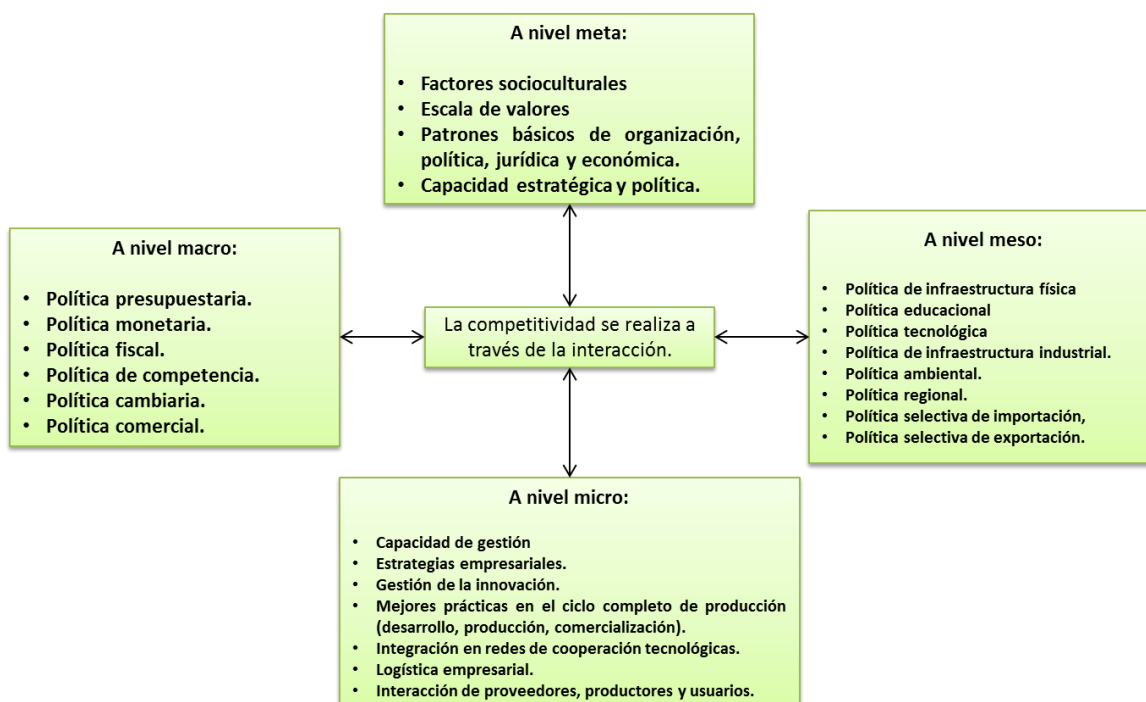 A nivel meta:
• Factores socioculturales
• Escala de valores
• Patrones básicos de organización,
política, jurídica y económica.
• Capacidad estratégica y política.
A nivel macro:
• Política presupuestaria.
• Política monetaria.
• Política fiscal.
• Política de competencia.
• Política cambiaria.
• Política comercial.
La competitividad se realiza a
través de la interacción.
A nivel meso:
• Política de infraestructura física
• Política educacional
• Política tecnológica
• Política de infraestructura industrial.
• Política ambiental.
• Política regional.
• Política selectiva de importación,
• Política selectiva de exportación.
A nivel micro:
• Capacidad de gestión
• Estrategias empresariales.
• Gestión de la innovación.
• Mejores prácticas en el ciclo completo de producción
(desarrollo, producción, comercialización).
• Integración en redes de cooperación tecnológicas.
• Logística empresarial.
• Interacción de proveedores, productores y usuarios.